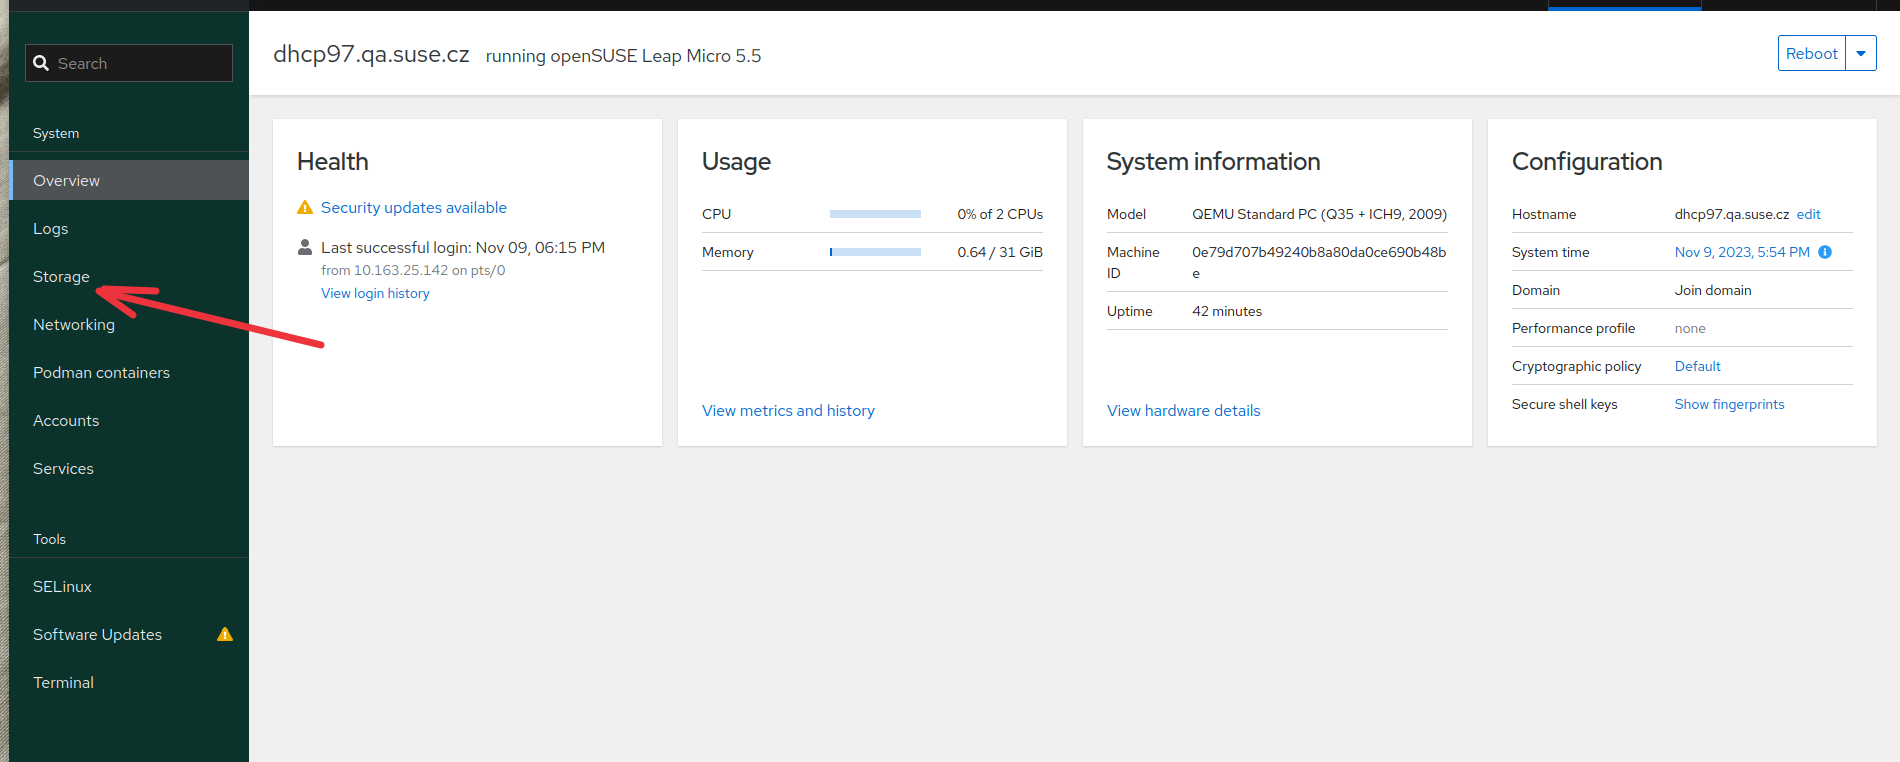 Search
System
Overview
Logs
Storage
Networking
Podman containers
Accounts
Services
Tools
SELinux
Software Updates
Terminal
dhcp97.qa.suse.cz running openSUSE Leap Micro 5.5
Reboot
Health
Security updates available
Last successful login: Nov 09, 06:15 PM
from 10.163.25.142 on pts/0
View login history
Usage
CPU 0% of 2 CPUs
Memory 0.64 / 31 GiB
View metrics and history
System information
Model QEMU Standard PC (Q35 + ICH9, 2009)
Machine 0e79d707b49240b8a80da0ce690b48b
ID e
Uptime 42 minutes
View hardware details
Configuration
Hostname dhcp97.qa.suse.cz edit
System time Nov 9, 2023, 5:54 PM
Domain Join domain
Performance profile none
Cryptographic policy Default
Secure shell keys Show fingerprints